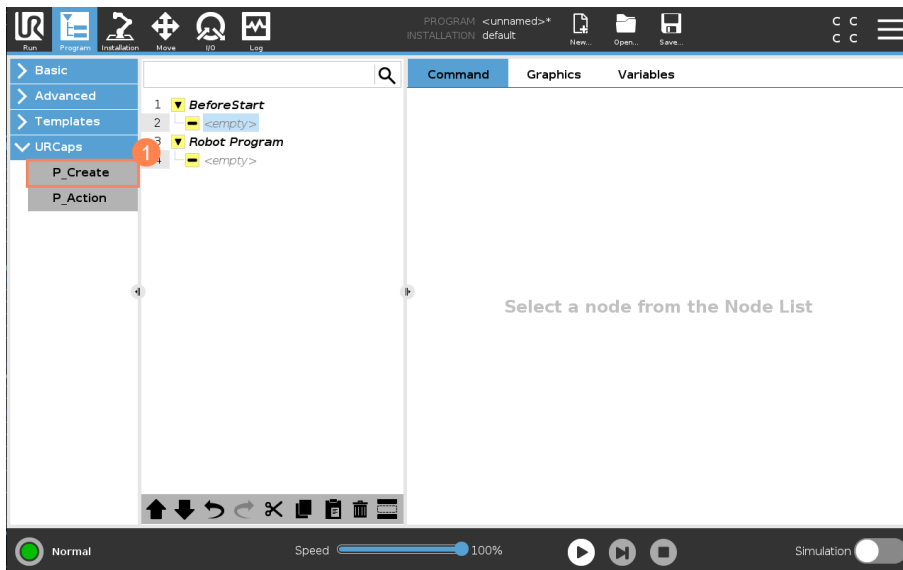 PROGRAM <unnamed>*
INSTALLATION default
UR
Run
Program
Installation
Move
I/O
Log
New...
Open...
Save...
C C
C C
Basic
Advanced
Templates
URCaps
P_Create
P_Action
1
1 BeforeStart
2 <empty>
3 Robot Program
4 <empty>
Command
Graphics
Variables
Select a node from the Node List
Normal
Speed
100%
Simulation